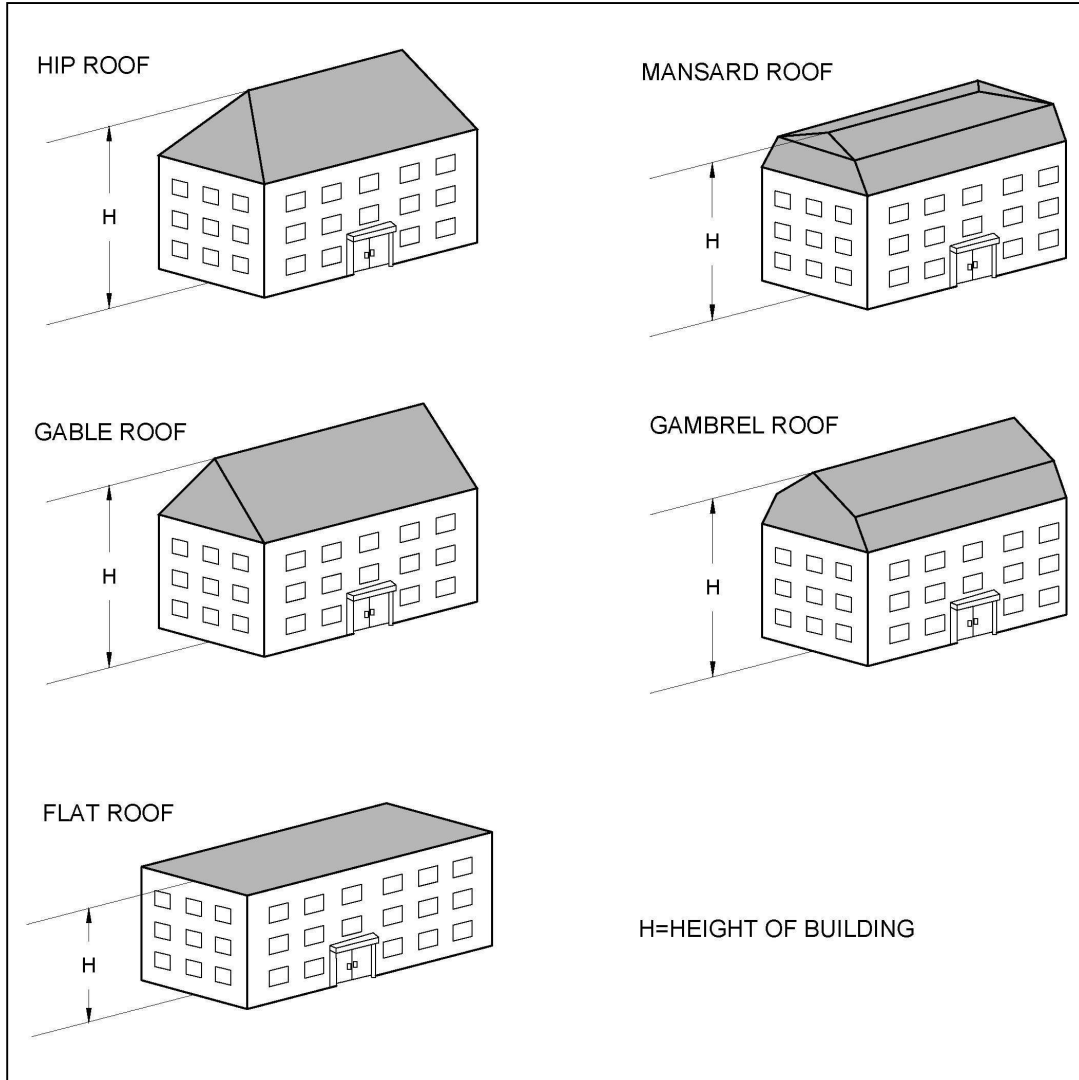 HIP ROOF
H
MANSARD ROOF
H
GABLE ROOF
H
GAMBREL ROOF
H
FLAT ROOF
H
H=HEIGHT OF BUILDING